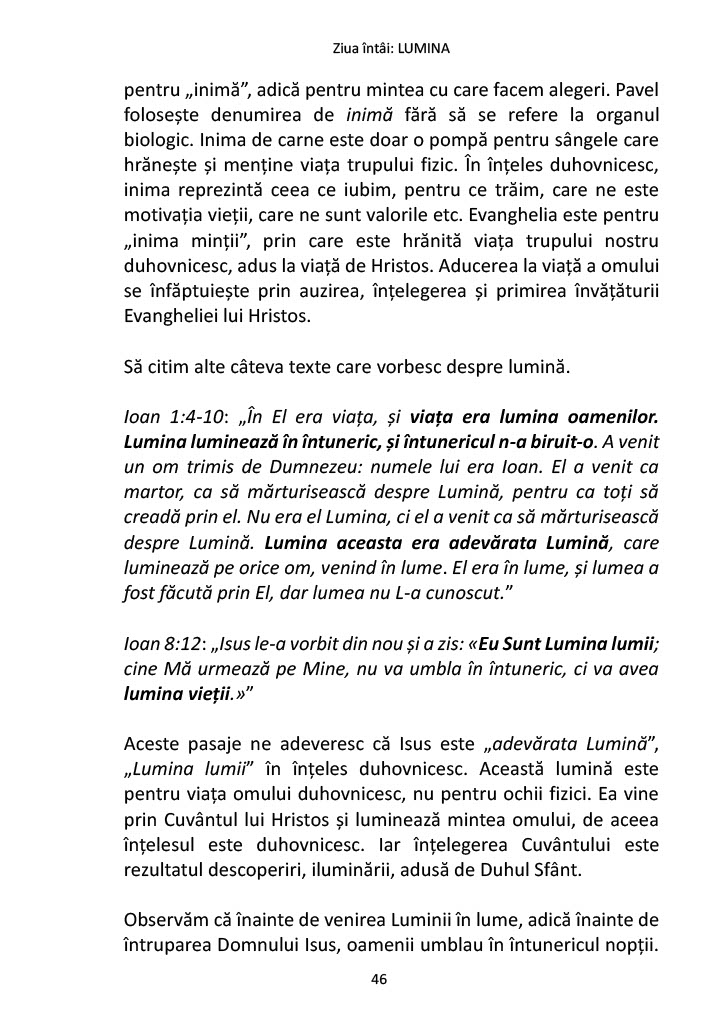 Ziua întâi: LUMINA
pentru „inimă”, adică pentru mintea cu care facem alegeri. Pavel
folosește denumirea de inimă fără să se refere la organul
biologic. Inima de carne este doar o pompă pentru sângele care
hrănește și menține viața trupului fizic. În înțeles duhovnicesc,
inima reprezintă ceea ce iubim, pentru ce trăim, care ne este
motivația vieții, care ne sunt valorile etc. Evanghelia este pentru
„inima minții”, prin care este hrănită viața trupului nostru
duhovnicesc, adus la viață de Hristos. Aducerea la viață a omului
se înfăptuiește prin auzirea, înțelegerea și primirea învățăturii
Evangheliei lui Hristos.
Să citim alte câteva texte care vorbesc despre lumină.
Ioan 1:4-10: „În El era viața, și viața era lumina oamenilor.
Lumina luminează în întuneric, și întunericul n-a biruit-o. A venit
un om trimis de Dumnezeu: numele lui era Ioan. El a venit ca
martor, ca să mărturisească despre Lumină, pentru ca toți să
creadă prin el. Nu era el Lumina, ci el a venit ca să mărturisească
despre Lumină. Lumina aceasta era adevărata Lumină, care
luminează pe orice om, venind în lume. El era în lume, și lumea a
fost făcută prin El, dar lumea nu L-a cunoscut.”
Ioan 8:12: „Isus le-a vorbit din nou și a zis: «Eu Sunt Lumina lumii;
cine Mă urmează pe Mine, nu va umbla în întuneric, ci va avea
lumina vieții.»”
Aceste pasaje ne adeveresc că Isus este „adevărata Lumină”,
„Lumina lumii” în înțeles duhovnicesc. Această lumină este
pentru viața omului duhovnicesc, nu pentru ochii fizici. Ea vine
prin Cuvântul lui Hristos și luminează mintea omului, de aceea
înțelesul este duhovnicesc. Iar înțelegerea Cuvântului este
rezultatul descoperiri, iluminării, adusă de Duhul Sfânt.
Observăm că înainte de venirea Luminii în lume, adică înainte de
întruparea Domnului Isus, oamenii umblau în întunericul nopții.
46